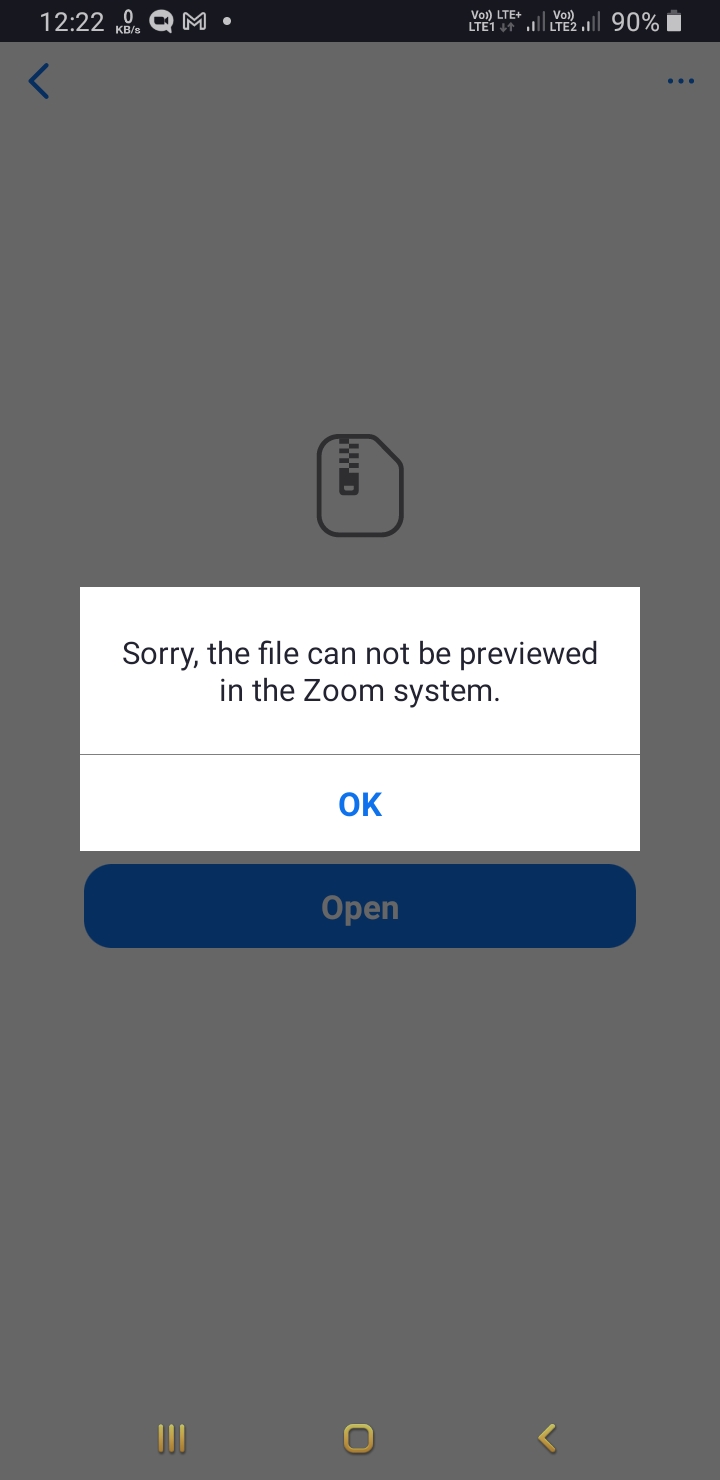 12:22 0 KB/s Vo)) LTE+ LTE1 Vo)) LTE2 90%
Sorry, the file can not be previewed
in the Zoom system.
OK
Open